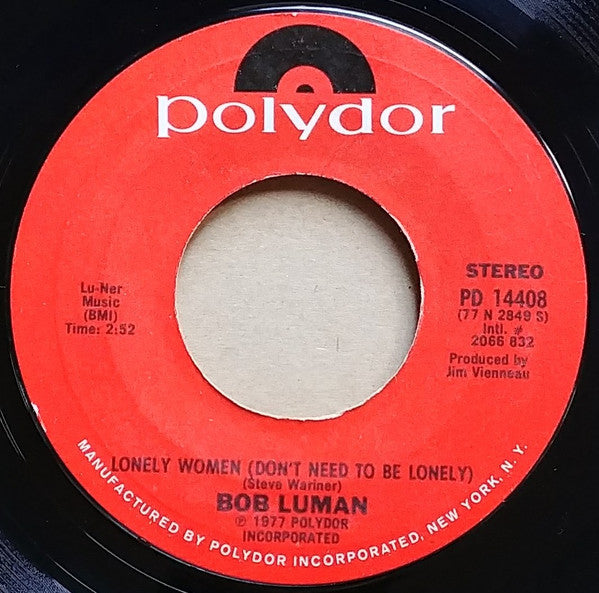 polydor
Lu-Ner
Music
(BMI)
Time: 2:52
STEREO
PD 14408
(77 N 2849 S)
Intl. #
2066 832
Produced by
Jim Vienneau
LONELY WOMEN (DON'T NEED TO BE LONELY)
(Steve Wariner)
BOB LUMAN
℗ 1977 POLYDOR
INCORPORATED
MANUFACTURED BY POLYDOR INCORPORATED, NEW YORK, N. Y.